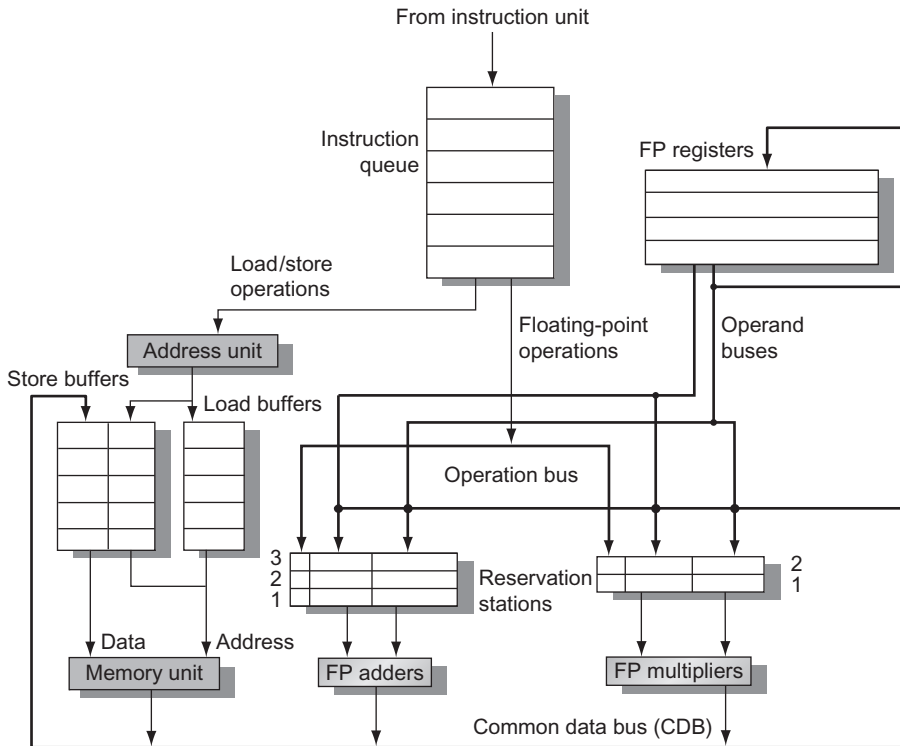 From instruction unit
Instruction
queue
FP registers
Load/store
operations
Floating-point
operations
Operand
buses
Address unit
Store buffers
Load buffers
Operation bus
3
2
1
Reservation
stations
2
1
Data
Address
Memory unit
FP adders
FP multipliers
Common data bus (CDB)